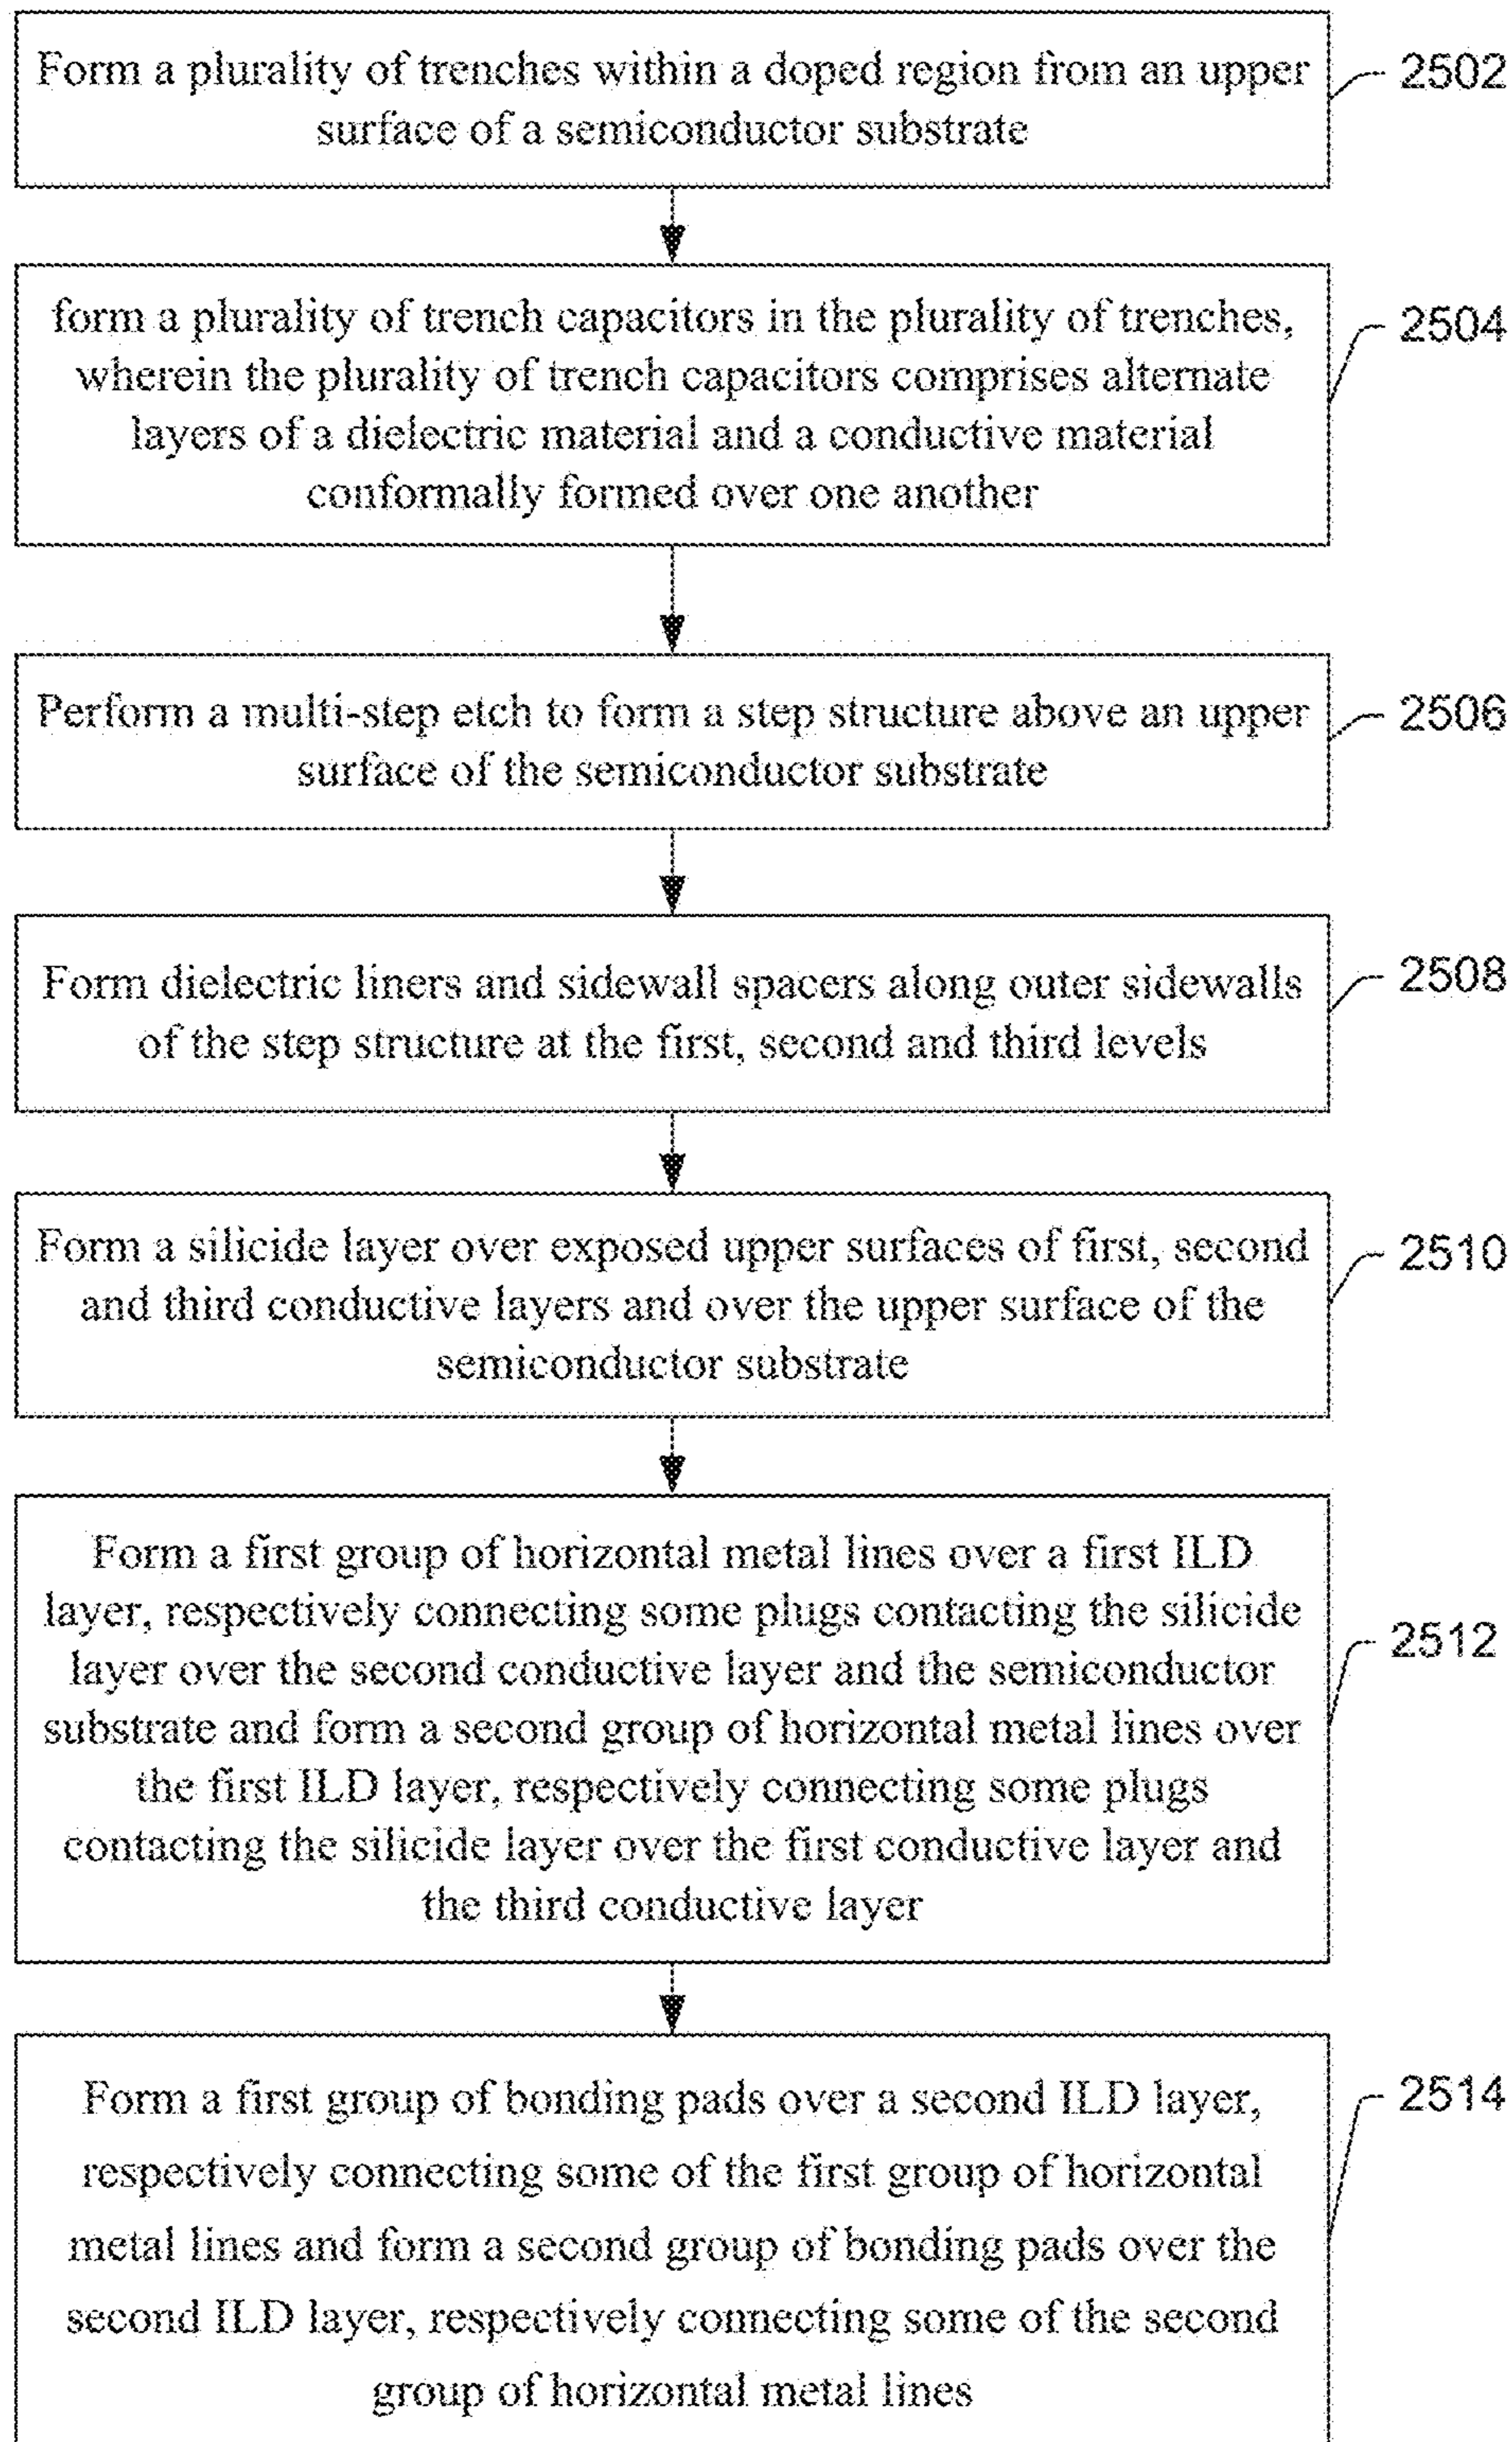 Form a plurality of trenches within a doped region from an upper
surface of a semiconductor substrate
2502
form a plurality of trench capacitors in the plurality of trenches,
wherein the plurality of trench capacitors comprises alternate
layers of a dielectric material and a conductive material
conformally formed over one another
2504
Perform a multi-step etch to form a step structure above an upper
surface of the semiconductor substrate
2506
Form dielectric liners and sidewall spacers along outer sidewalls
of the step structure at the first, second and third levels
2508
Form a silicide layer over exposed upper surfaces of first, second
and third conductive layers and over the upper surface of the
semiconductor substrate
2510
Form a first group of horizontal metal lines over a first ILD
layer, respectively connecting some plugs contacting the silicide
layer over the second conductive layer and the semiconductor
substrate and form a second group of horizontal metal lines over
the first ILD layer, respectively connecting some plugs
contacting the silicide layer over the first conductive layer and
the third conductive layer
2512
Form a first group of bonding pads over a second ILD layer,
respectively connecting some of the first group of horizontal
metal lines and form a second group of bonding pads over the
second ILD layer, respectively connecting some of the second
group of horizontal metal lines
2514